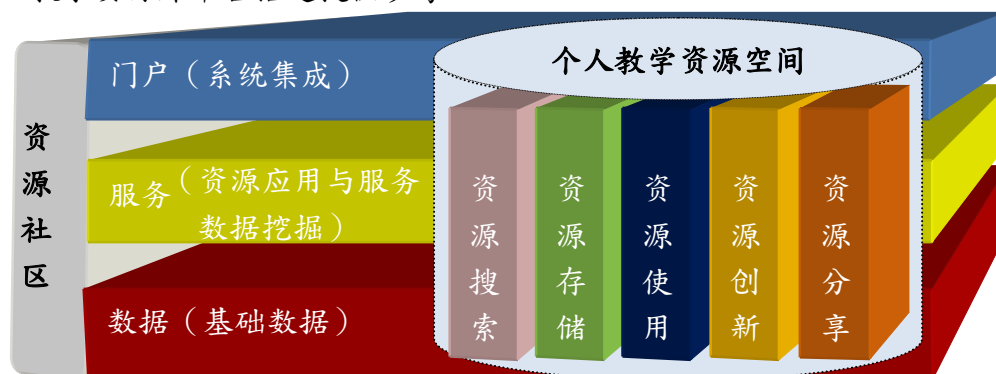 资源社区
门户（系统集成）
服务（资源应用与服务
数据挖掘）
数据（基础数据）
个人教学资源空间
资源搜索
资源存储
资源使用
资源创新
资源分享